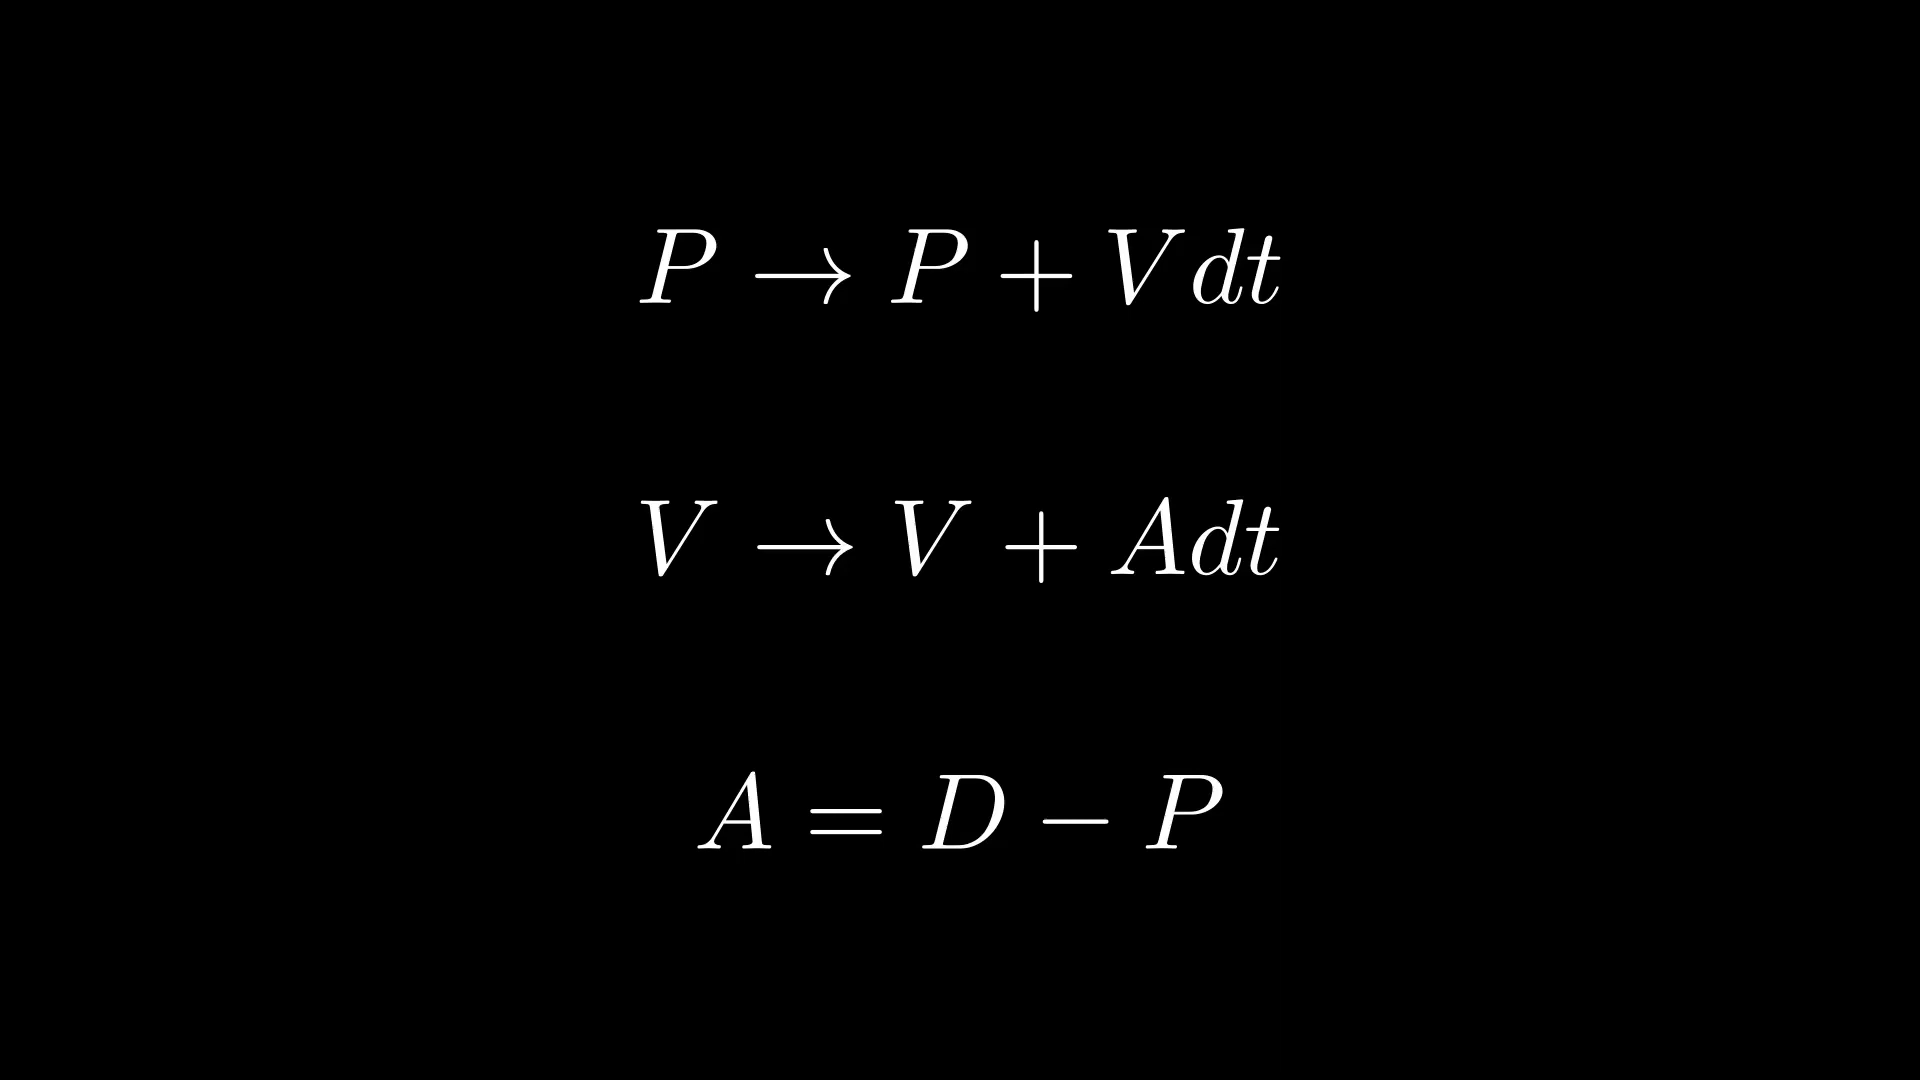 P → P + Vdt
V → V + Adt
A = D − P